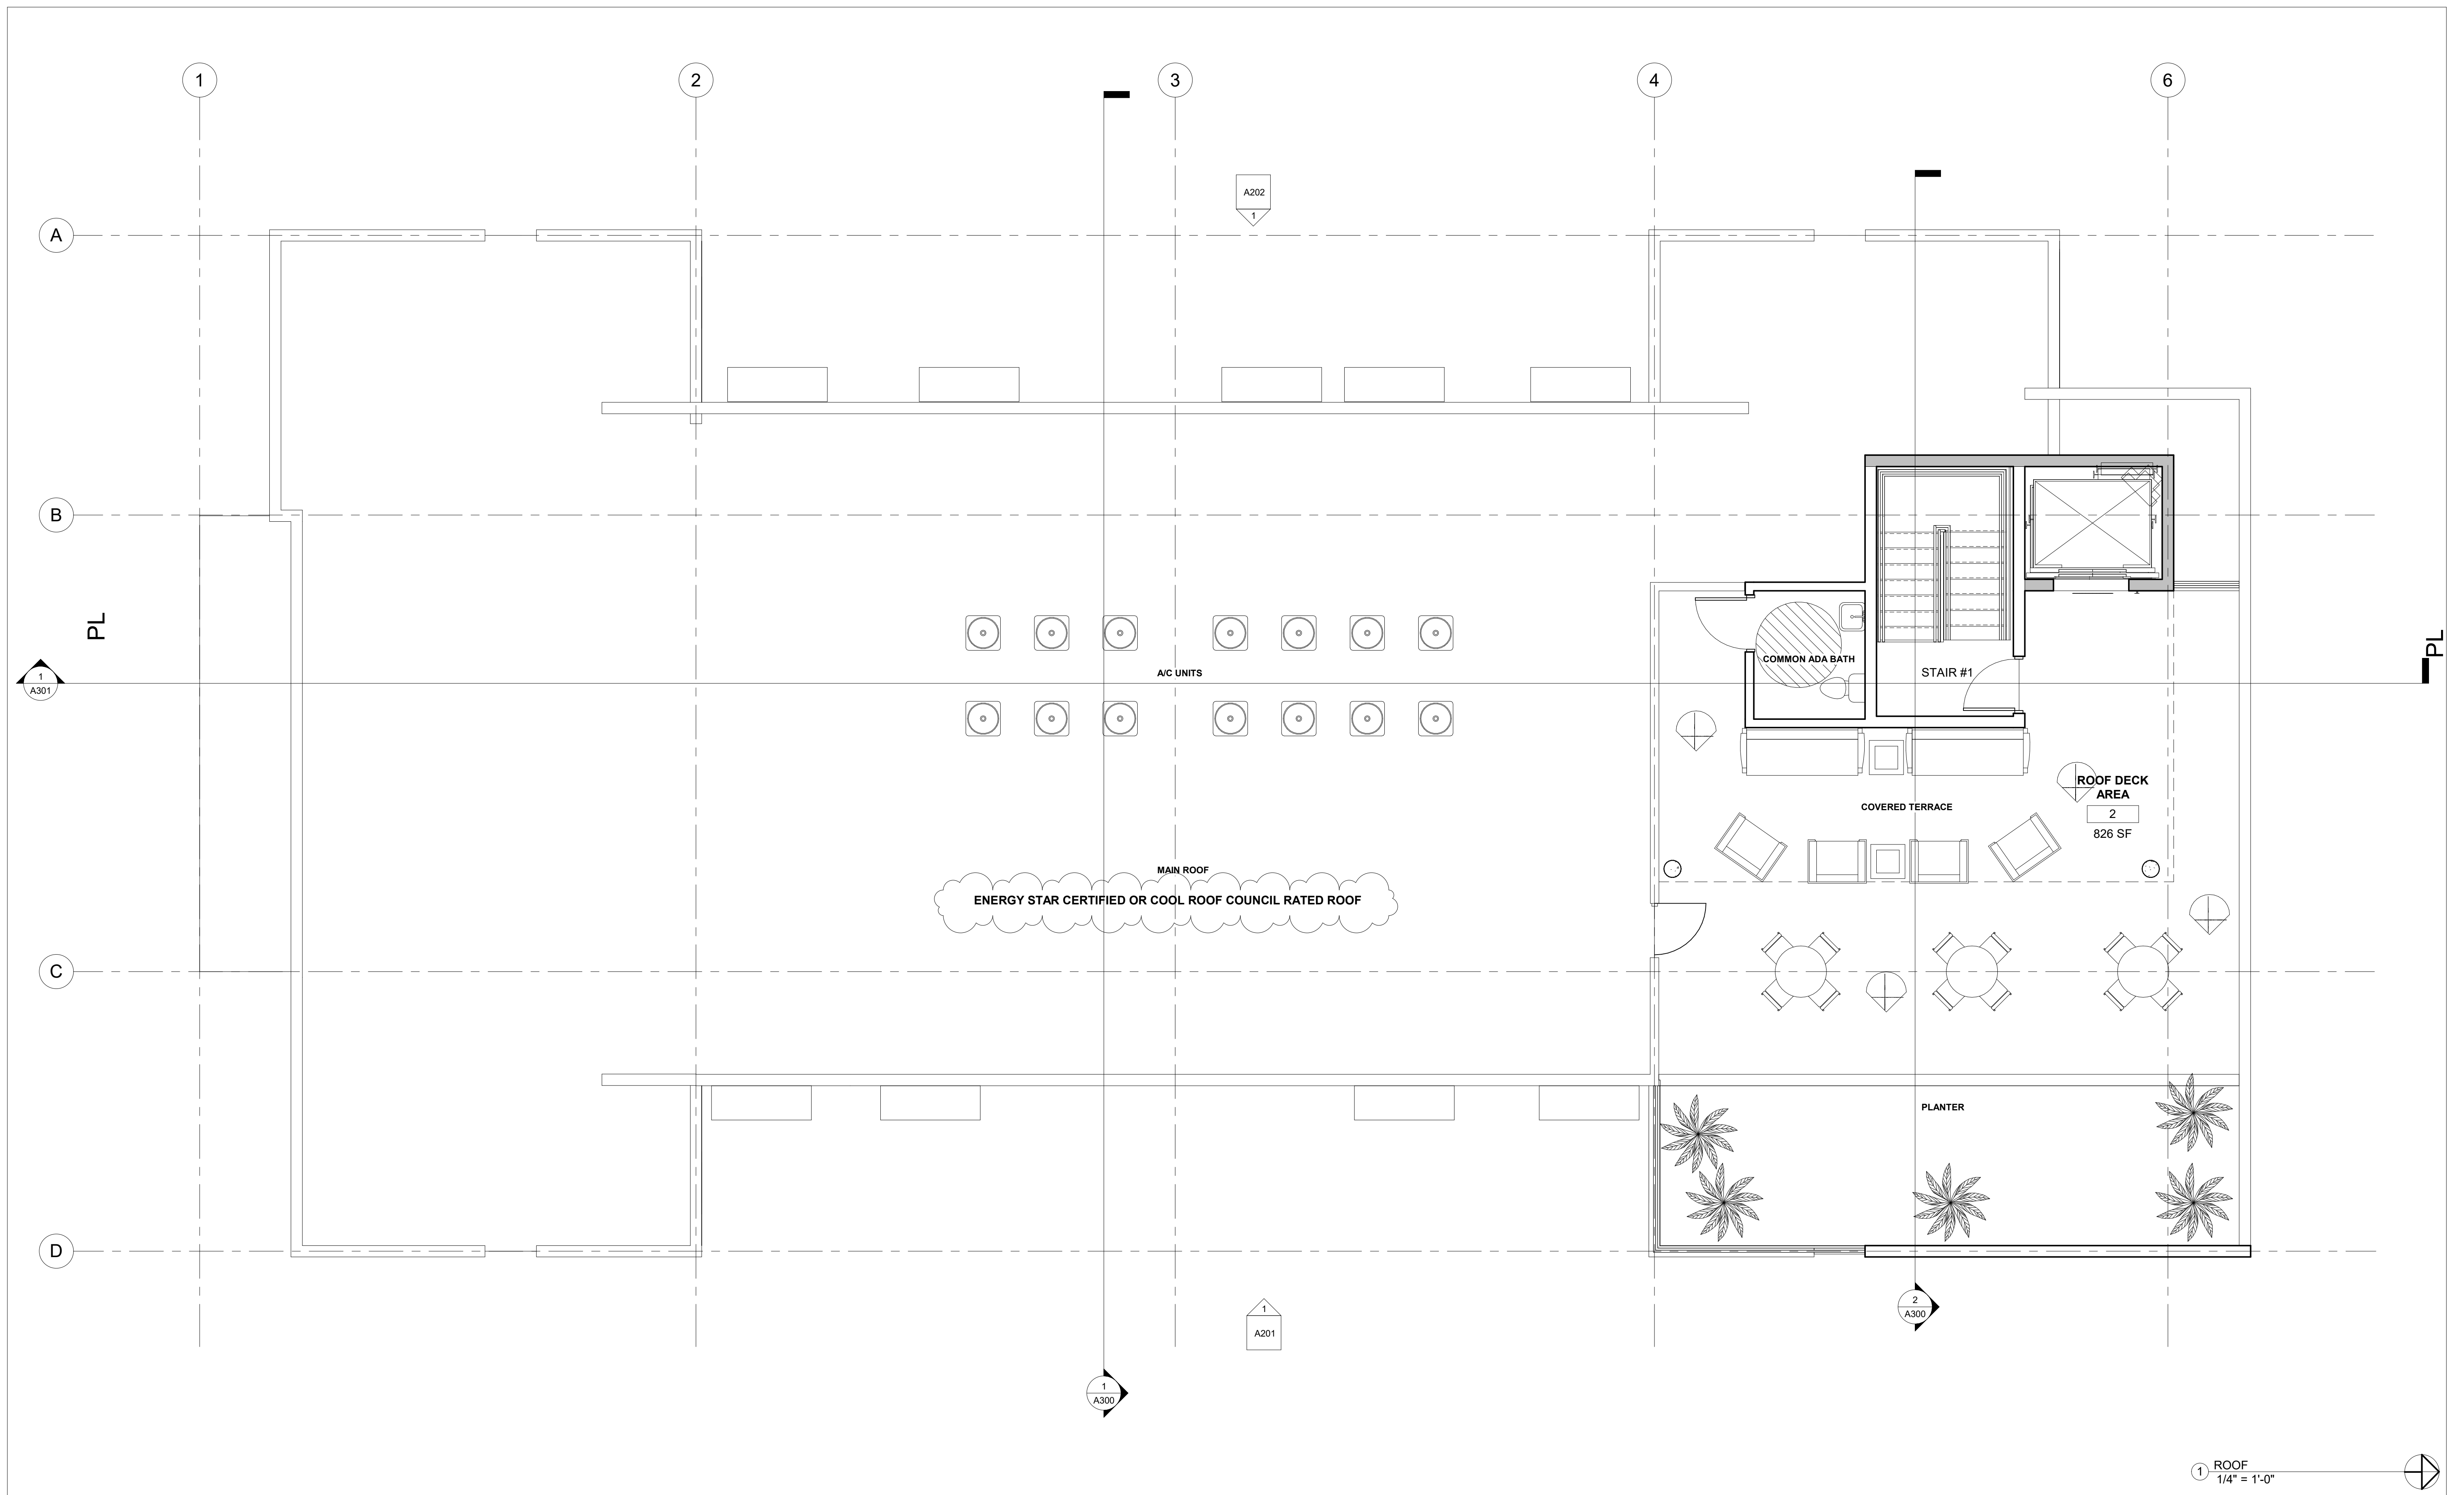 1
2
3
4
6
A202
1
A
B
PL
PL
1
A301
A/C UNITS
COMMON ADA BATH
STAIR #1
ROOF DECK
AREA
2
826 SF
COVERED TERRACE
MAIN ROOF
ENERGY STAR CERTIFIED OR COOL ROOF COUNCIL RATED ROOF
C
PLANTER
D
1
A201
2
A300
1
A300
1
ROOF
1/4" = 1'-0"